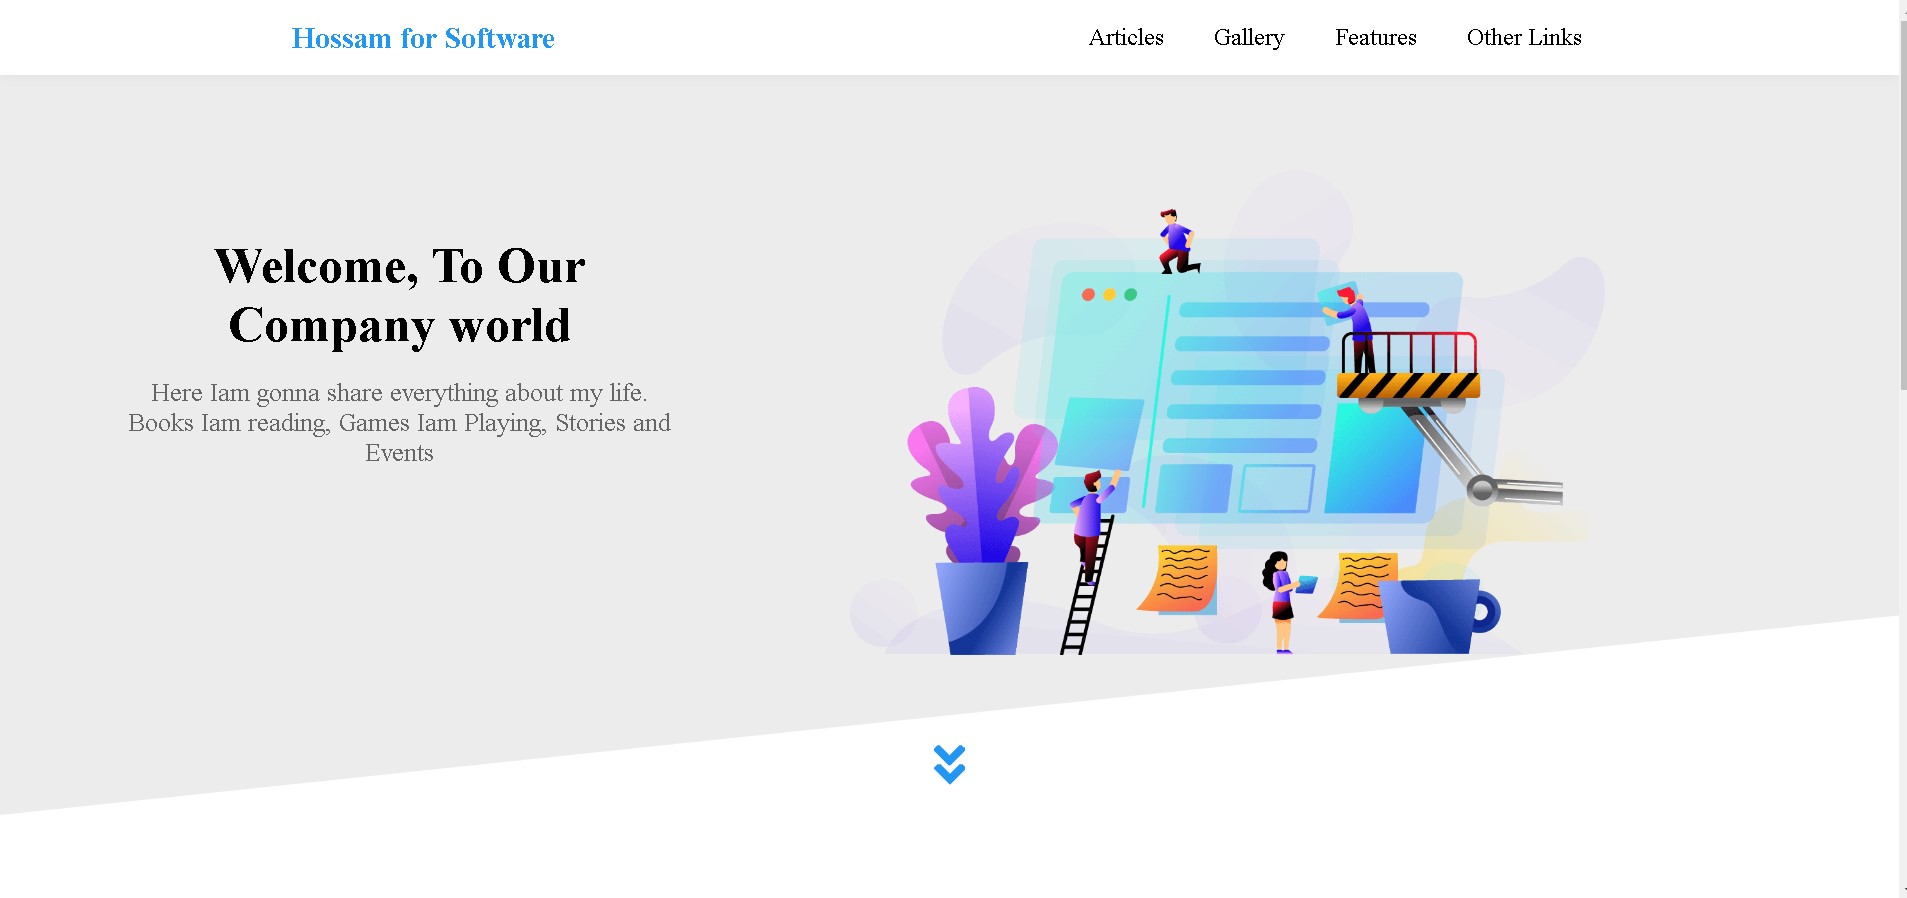 Hossam for Software
Articles Gallery Features Other Links
Welcome, To Our
Company world
Here Iam gonna share everything about my life.
Books Iam reading, Games Iam Playing, Stories and
Events